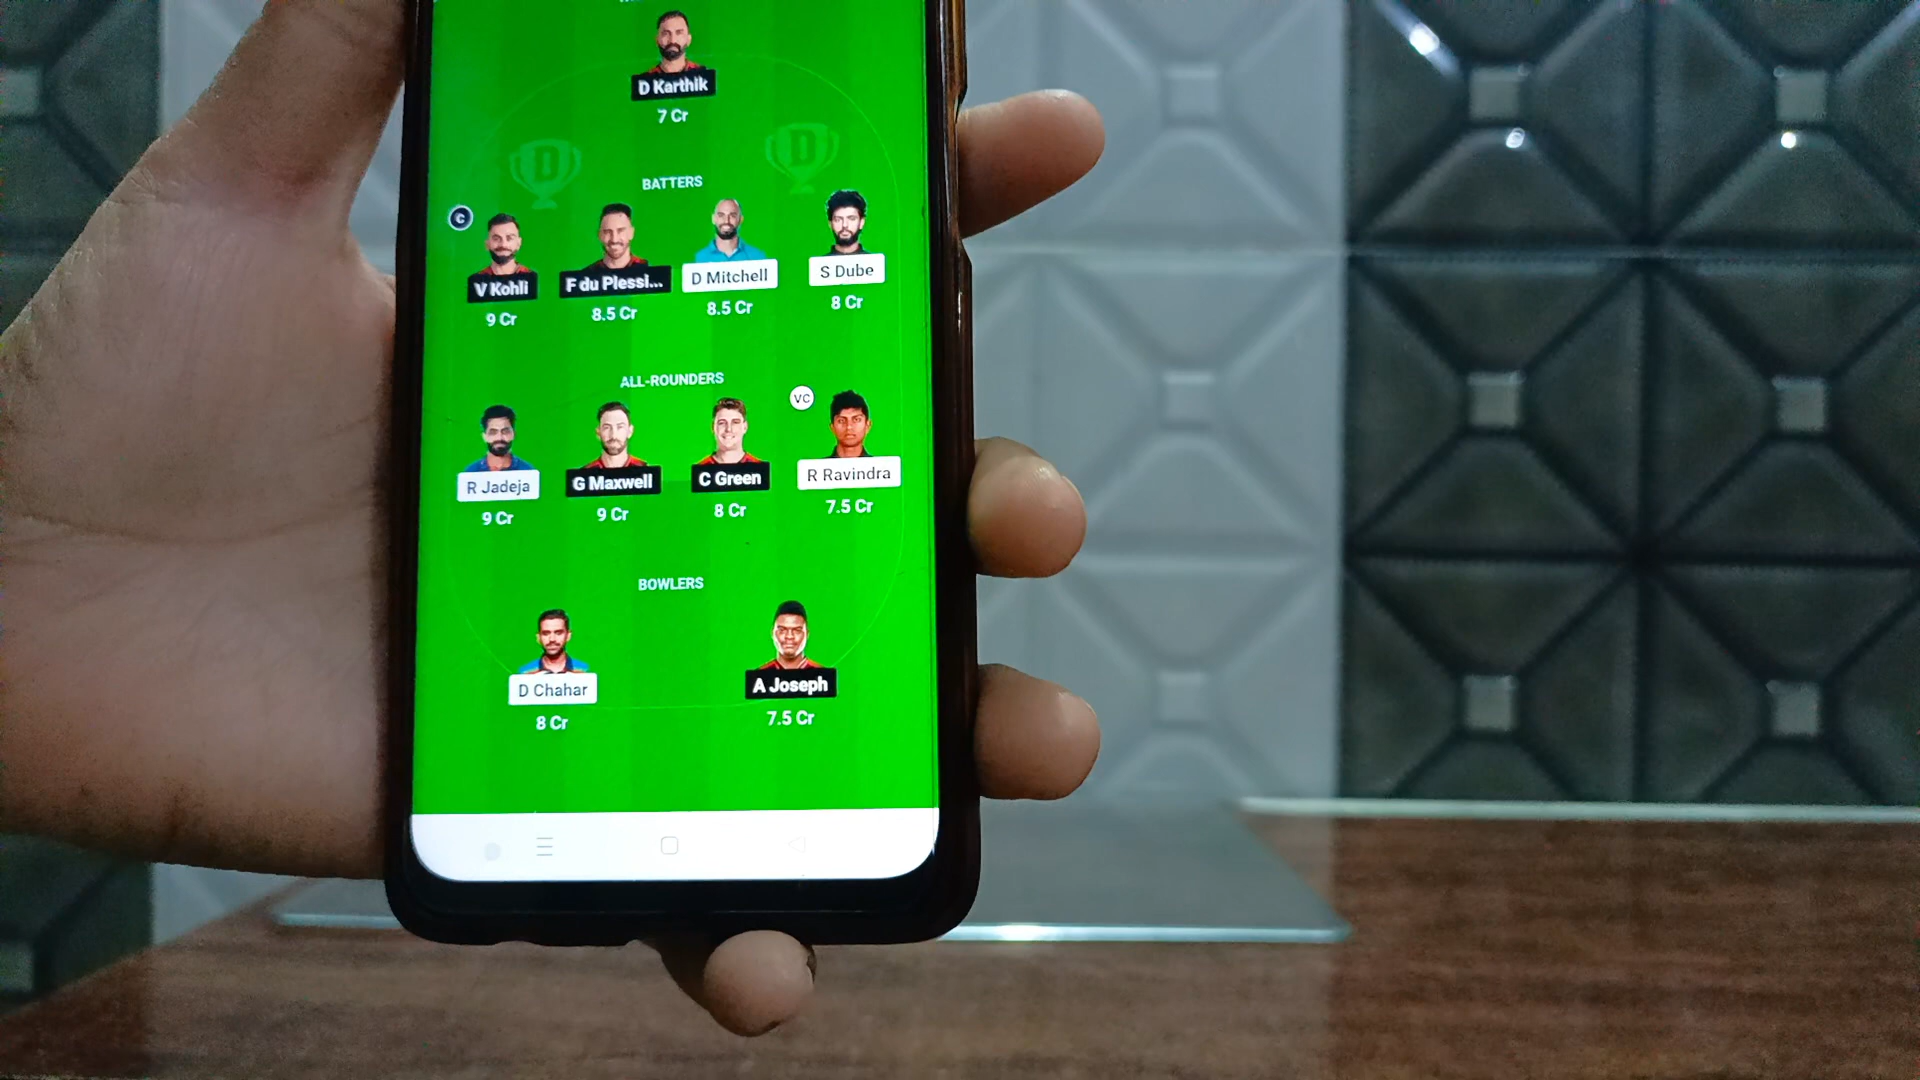 D Karthik
7 Cr
D
D
BATTERS
C
V Kohli
F du Plessi...
D Mitchell
S Dube
9 Cr
8.5 Cr
8.5 Cr
8 Cr
ALL-ROUNDERS
VC
R Jadeja
G Maxwell
C Green
R Ravindra
9 Cr
9 Cr
8 Cr
7.5 Cr
BOWLERS
D Chahar
A Joseph
8 Cr
7.5 Cr